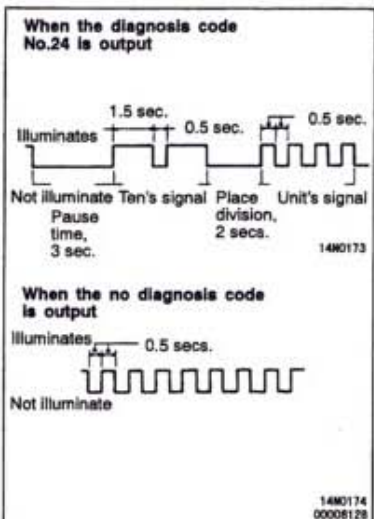 When the diagnosis code
No.24 is output
1.5 sec.
0.5 sec.
0.5 sec.
Illuminates
Not illuminate Ten's signal Place Unit's signal
Pause division,
time, 2 secs.
3 sec.
14M0173
When the no diagnosis code
is output
Illuminates
0.5 secs.
Not illuminate
14M0174
00008128